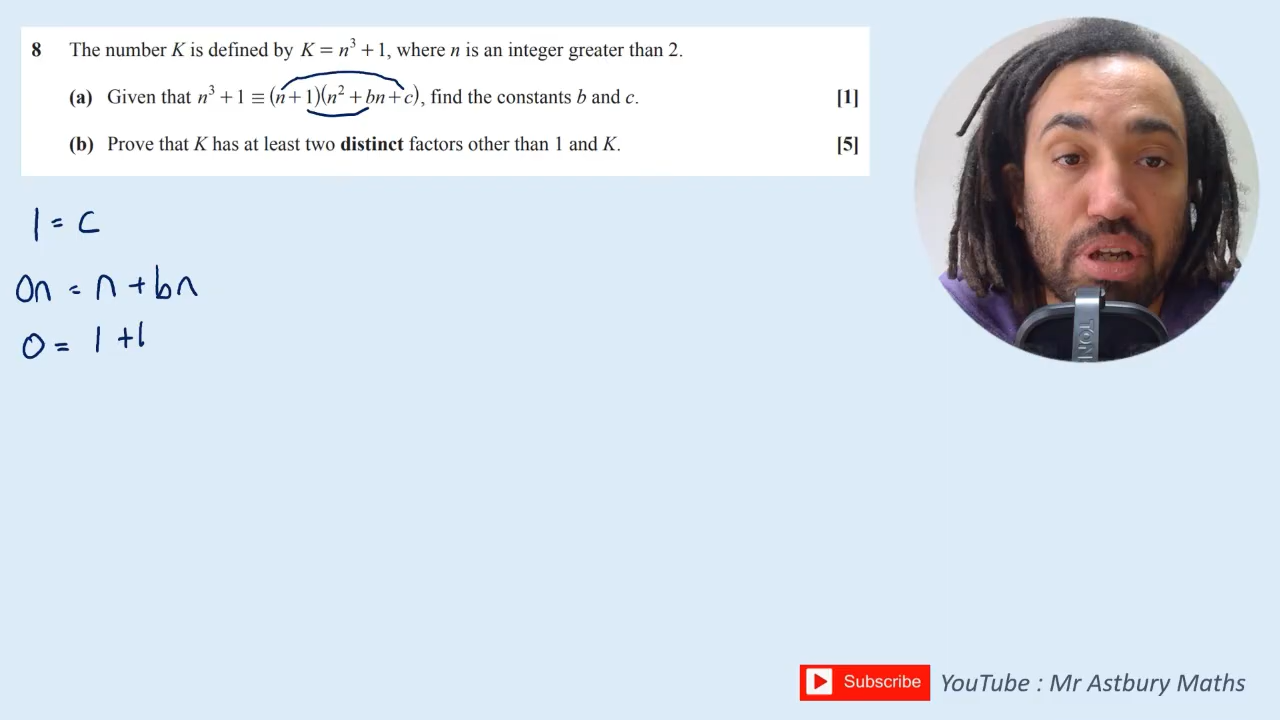 8 The number K is defined by K = n³ + 1, where n is an integer greater than 2.
(a) Given that n³ + 1 ≡ (n + 1)(n² + bn + c), find the constants b and c. [1]
(b) Prove that K has at least two distinct factors other than 1 and K. [5]
1 = c
0n = n + bn
0 = 1 + l
TON
Subscribe YouTube : Mr Astbury Maths